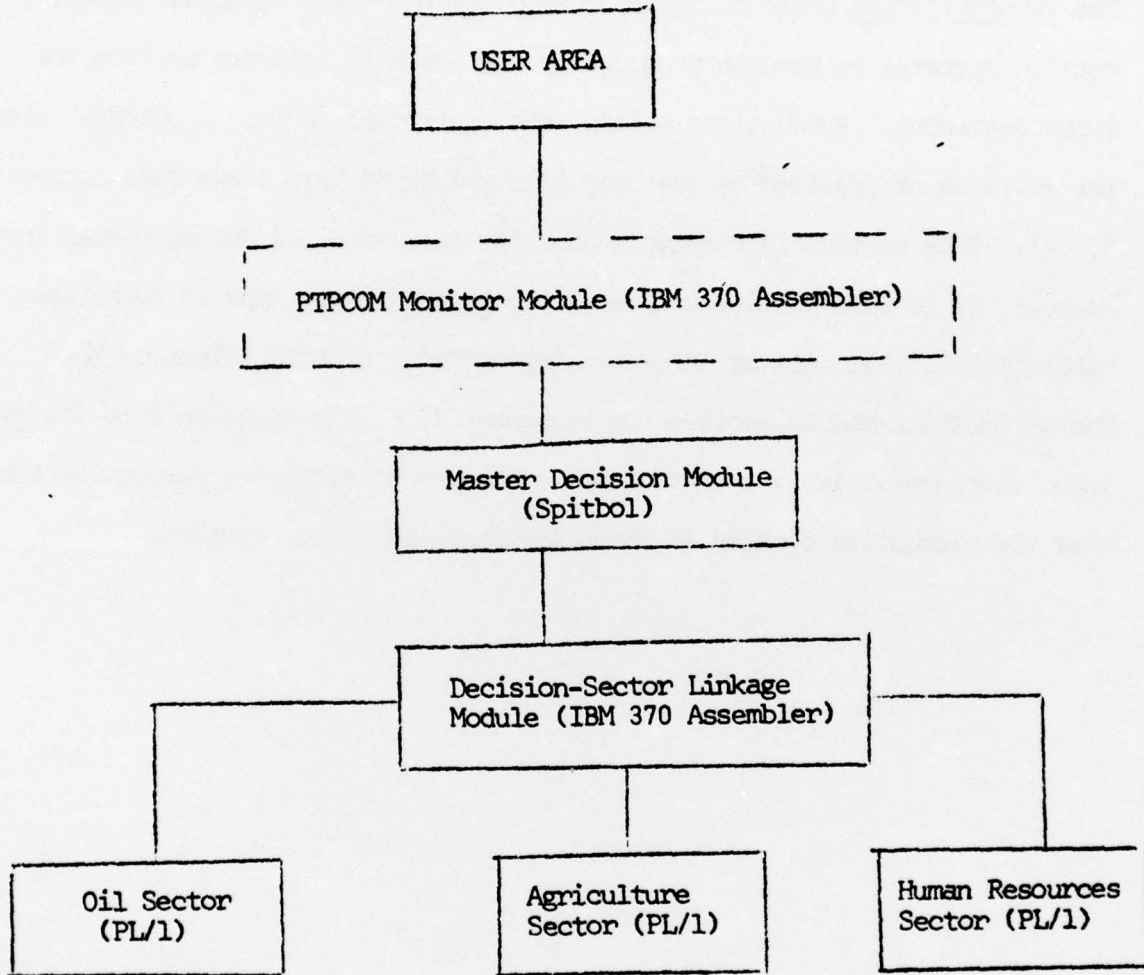 USER AREA
PTPCOM Monitor Module (IBM 370 Assembler)
Master Decision Module
(Spitbol)
Decision-Sector Linkage
Module (IBM 370 Assembler)
Oil Sector
(PL/1)
Agriculture
Sector (PL/1)
Human Resources
Sector (PL/1)